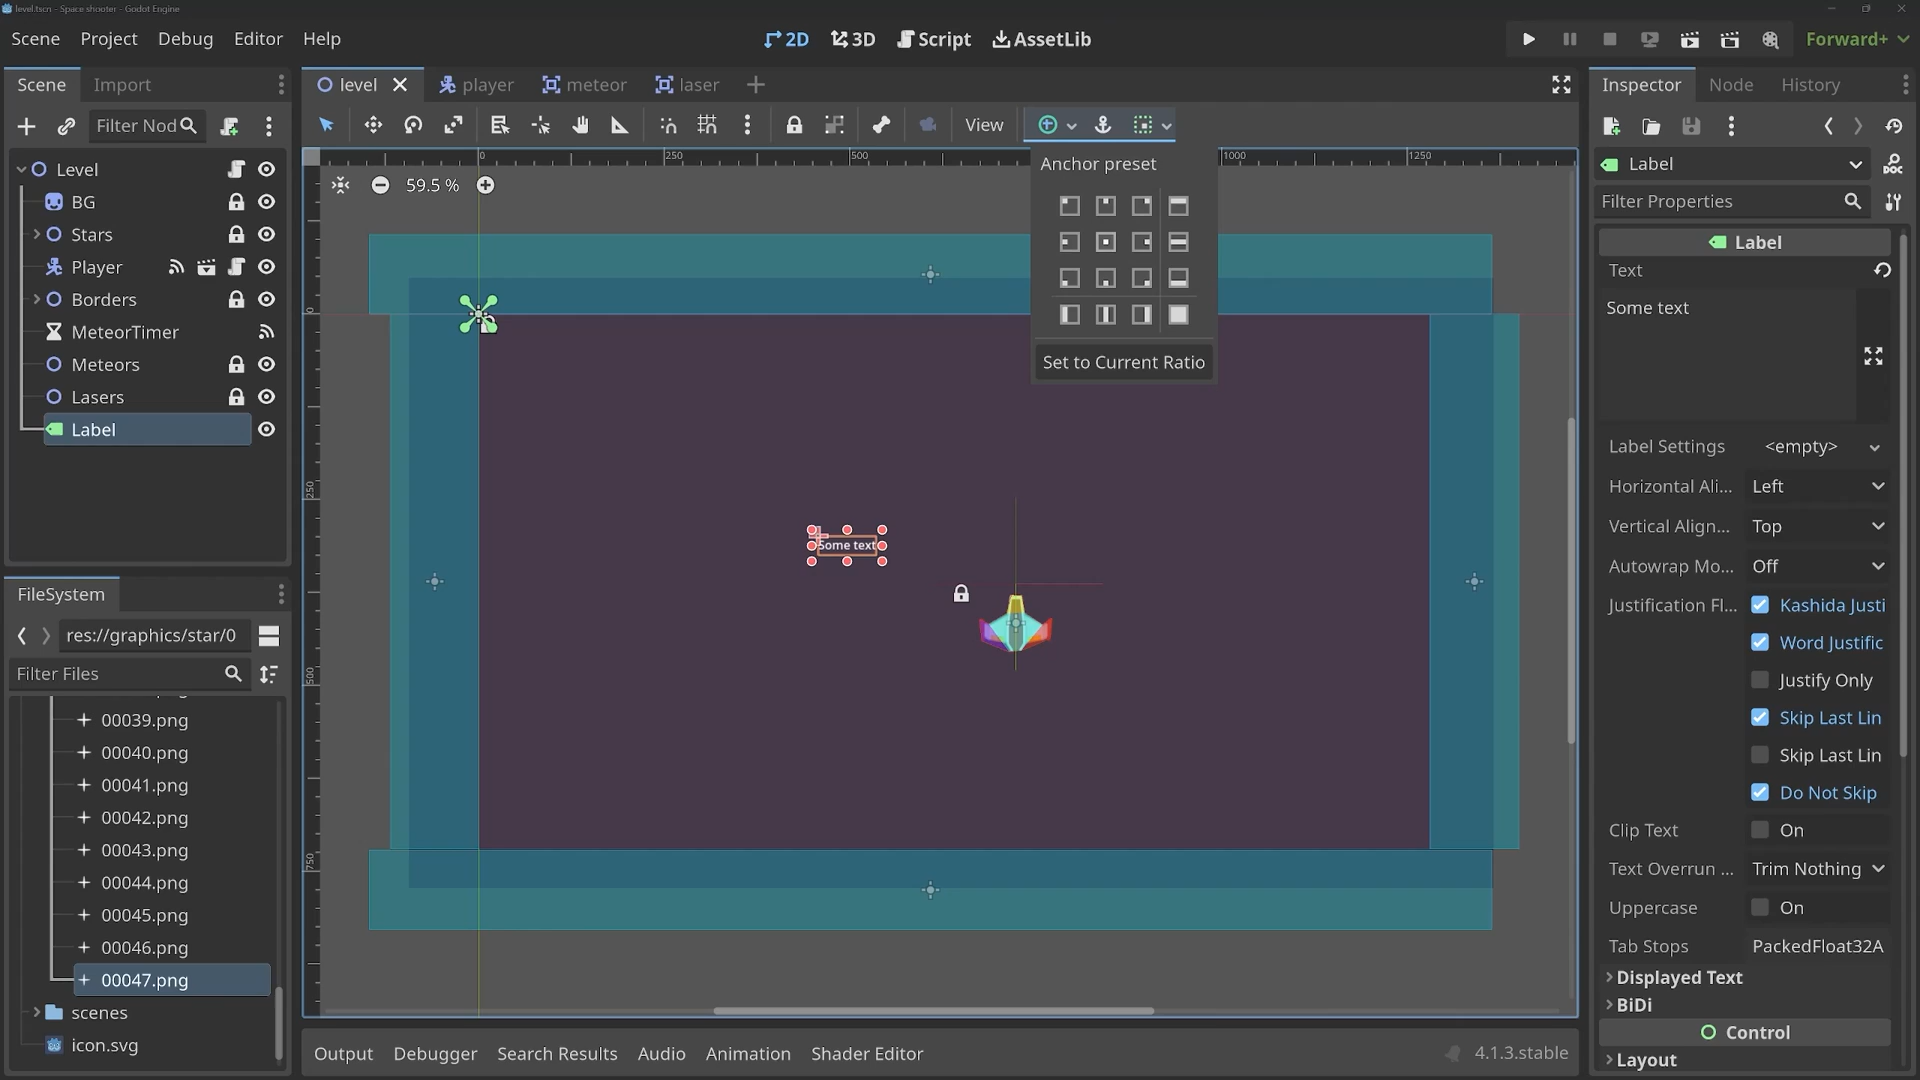 level.tscn - Space shooter - Godot Engine
Scene Project Debug Editor Help
2D 3D Script AssetLib
Forward+
Scene Import
level player meteor laser
Inspector Node History
Filter Nod
View
Anchor preset
Set to Current Ratio
59.5 %
0 250 500 1000 1250
0
250
500
750
Level
BG
Stars
Player
Borders
MeteorTimer
Meteors
Lasers
Label
Some text
FileSystem
res://graphics/star/0
Filter Files
00039.png
00040.png
00041.png
00042.png
00043.png
00044.png
00045.png
00046.png
00047.png
scenes
icon.svg
Output Debugger Search Results Audio Animation Shader Editor
4.1.3.stable
Label
DOC
Filter Properties
Label
Text
Some text
Label Settings <empty>
Horizontal Ali... Left
Vertical Align... Top
Autowrap Mo... Off
Justification Fl... Kashida Justi
Word Justific
Justify Only
Skip Last Lin
Skip Last Lin
Do Not Skip
Clip Text On
Text Overrun ... Trim Nothing
Uppercase On
Tab Stops PackedFloat32A
Displayed Text
BiDi
Control
Layout